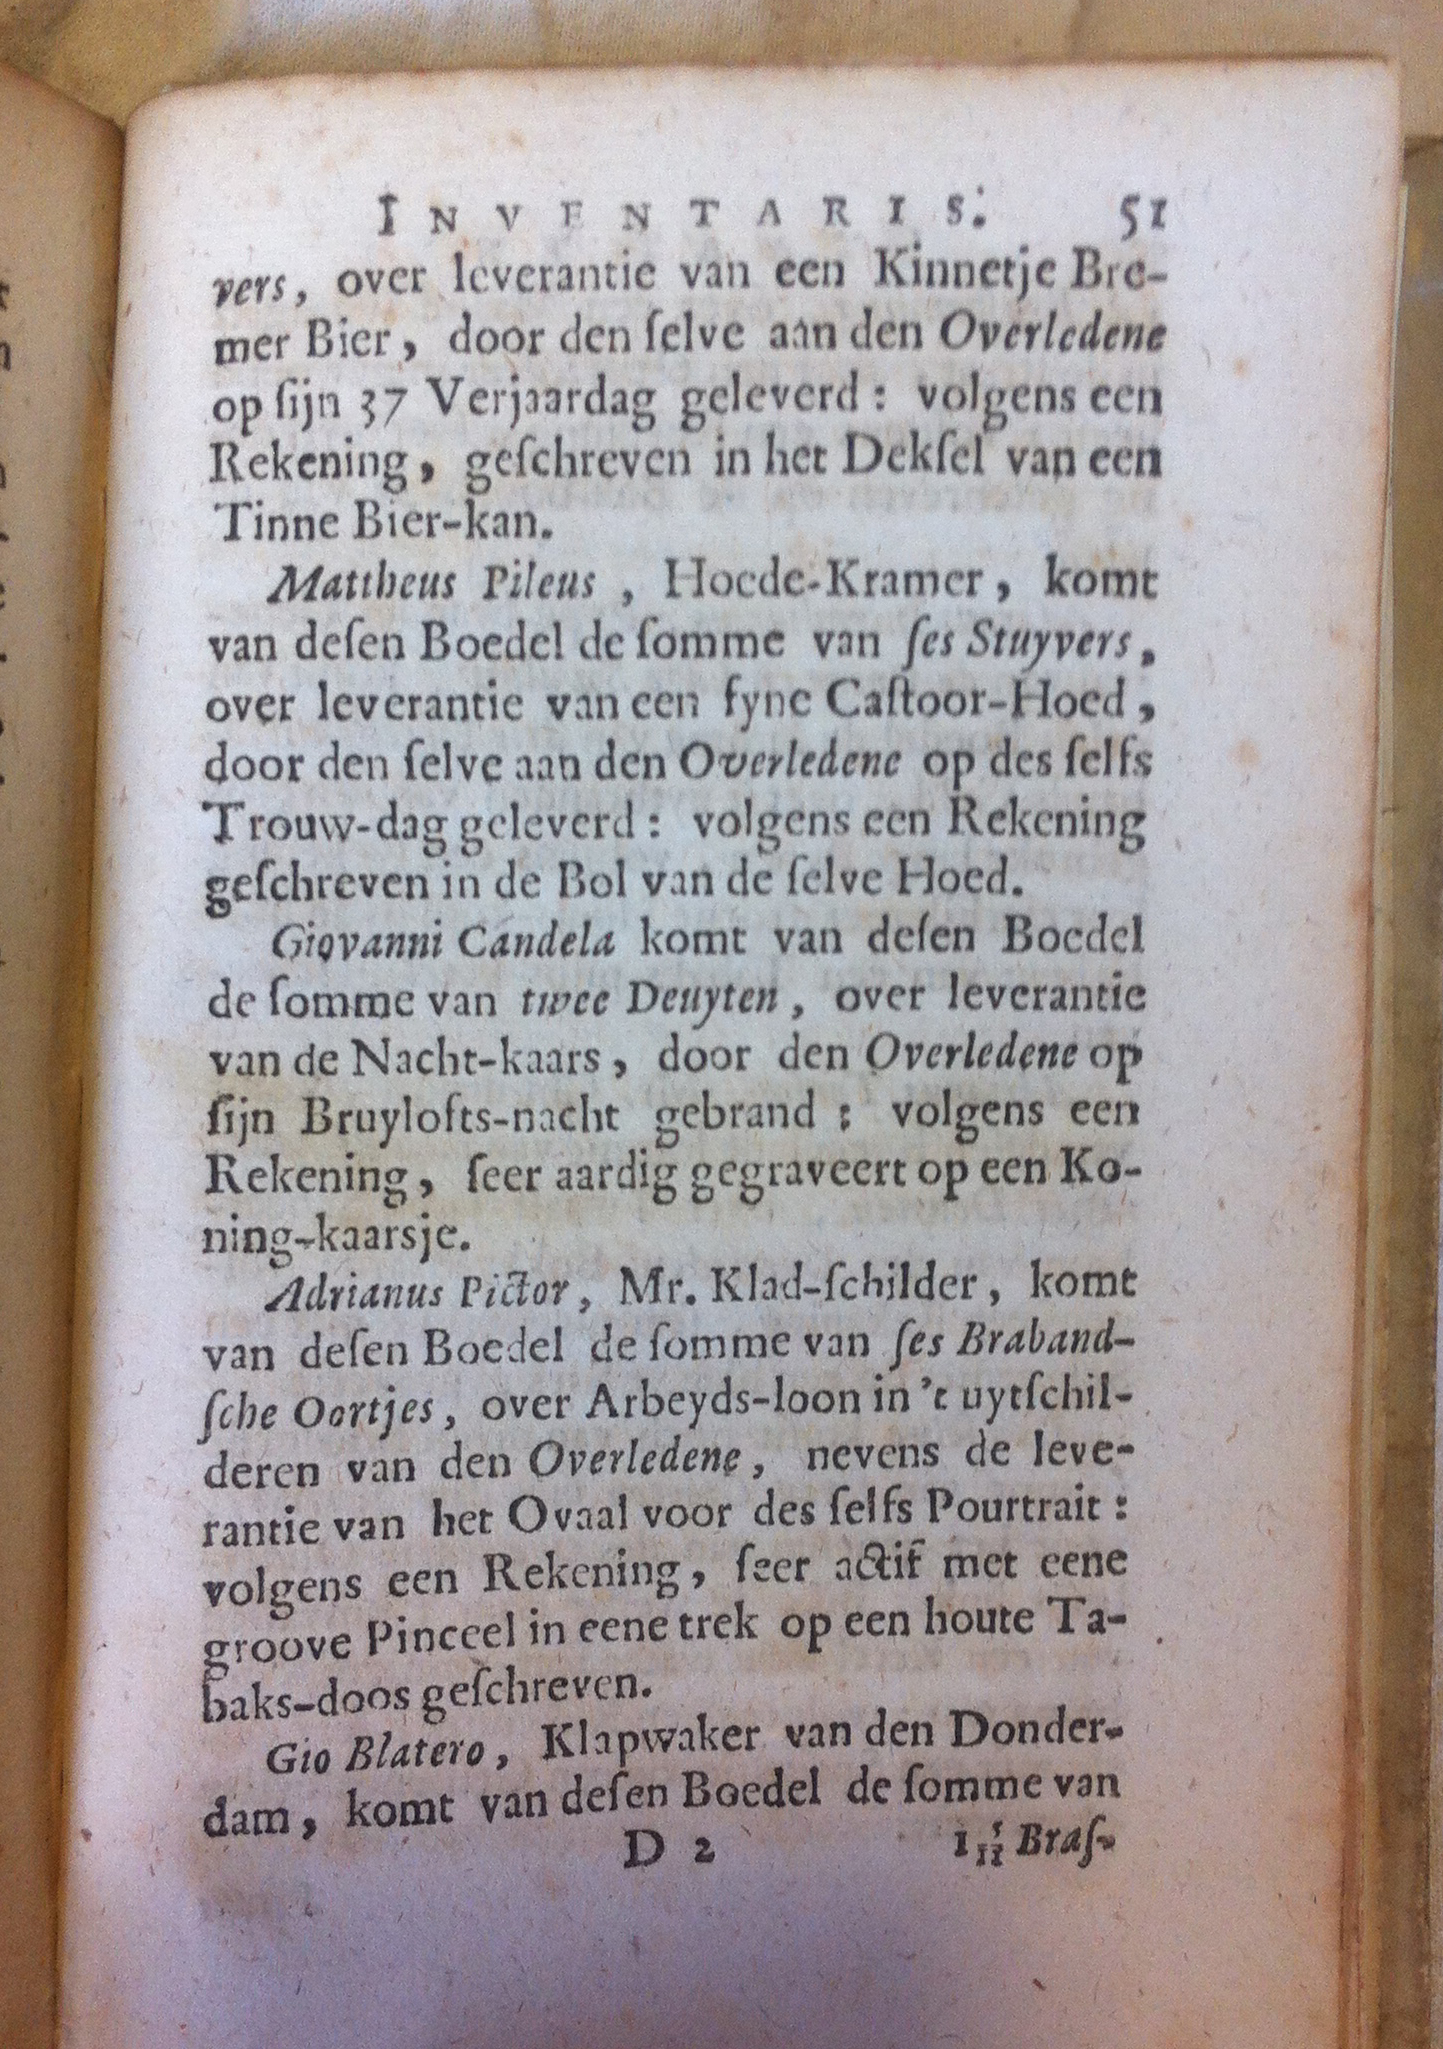 INVENTARIS. 51
vers, over leverantie van een Kinnetje Bre-
mer Bier, door den ſelve aan den Overledene
op ſijn 37 Verjaardag geleverd: volgens een
Rekening, geſchreven in het Dekſel van een
Tinne Bier-kan.
Mattheus Pileus, Hoede-Kramer, komt
van deſen Boedel de ſomme van ſes Stuyvers,
over leverantie van een fyne Caſtoor-Hoed,
door den ſelve aan den Overledene op des ſelfs
Trouw-dag geleverd: volgens een Rekening
geſchreven in de Bol van de ſelve Hoed.
Giovanni Candela komt van deſen Boedel
de ſomme van twee Deuyten, over leverantie
van de Nacht-kaars, door den Overledene op
ſijn Bruylofts-nacht gebrand: volgens een
Rekening, ſeer aardig gegraveert op een Ko-
ning-kaarsje.
Adrianus Pictor, Mr. Klad-ſchilder, komt
van deſen Boedel de ſomme van ſes Braband-
ſche Oortjes, over Arbeyds-loon in 't uytſchil-
deren van den Overledene, nevens de leve-
rantie van het Ovaal voor des ſelfs Pourtrait:
volgens een Rekening, ſeer actif met eene
groove Pinceel in eene trek op een houte Ta-
baks-doos geſchreven.
Gio Blatero, Klapwaker van den Donder-
dam, komt van deſen Boedel de ſomme van
D 2 1 5/12 Braſ-